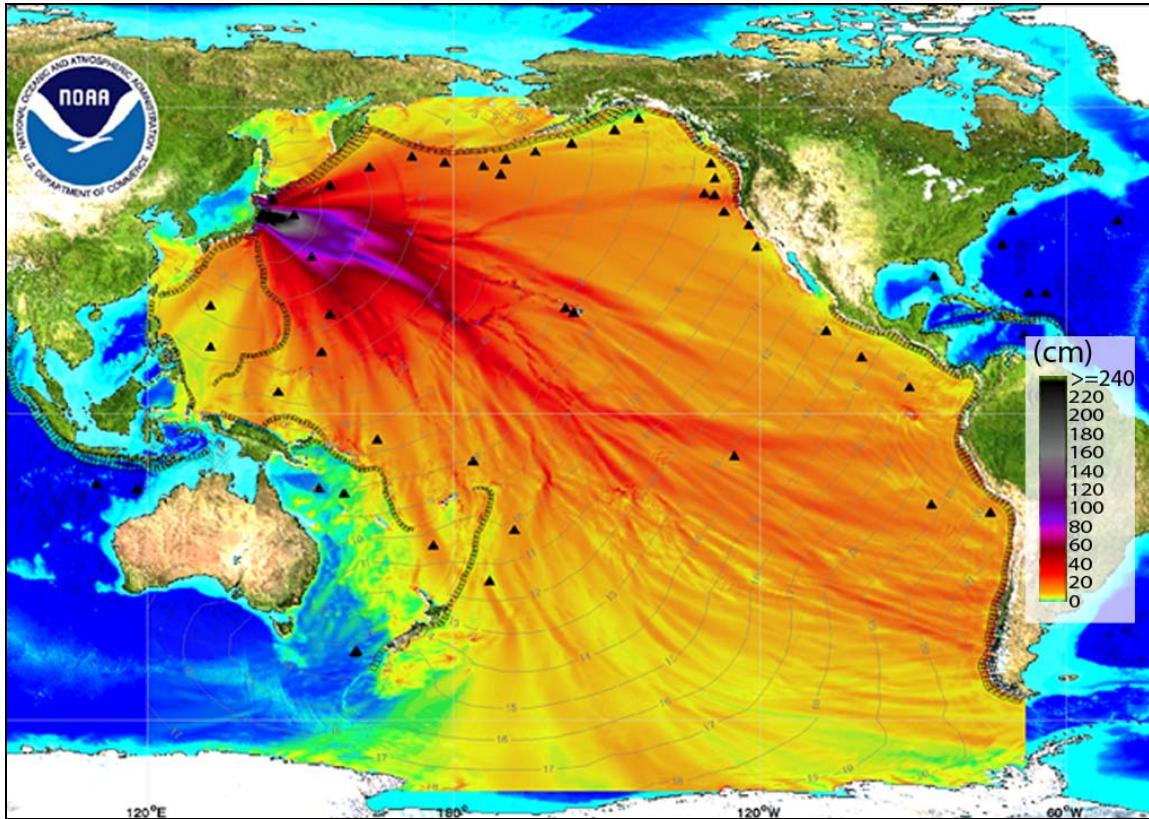 NATIONAL OCEANIC AND ATMOSPHERIC ADMINISTRATION
NOAA
U.S. DEPARTMENT OF COMMERCE
(cm)
>=240
220
200
180
160
140
120
100
80
60
40
20
0
120°E
180°
120°W
60°W